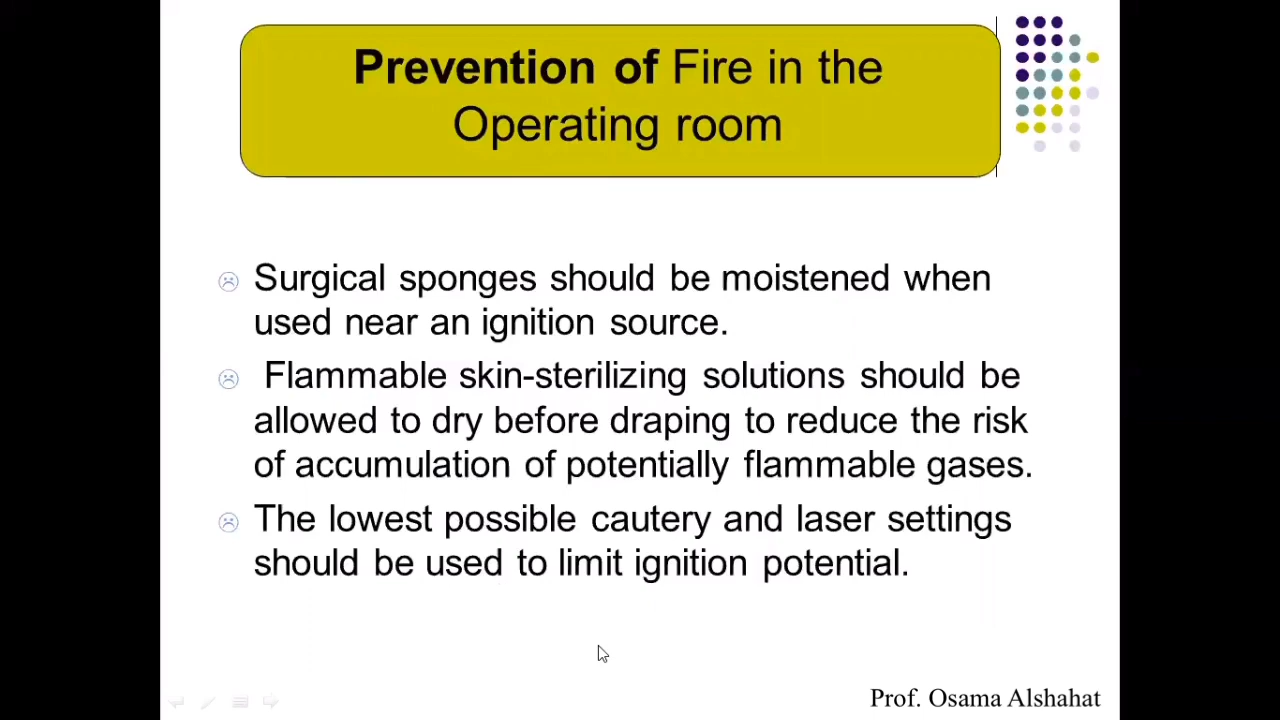 Prevention of Fire in the
Operating room
Surgical sponges should be moistened when
used near an ignition source.
Flammable skin-sterilizing solutions should be
allowed to dry before draping to reduce the risk
of accumulation of potentially flammable gases.
The lowest possible cautery and laser settings
should be used to limit ignition potential.
Prof. Osama Alshahat